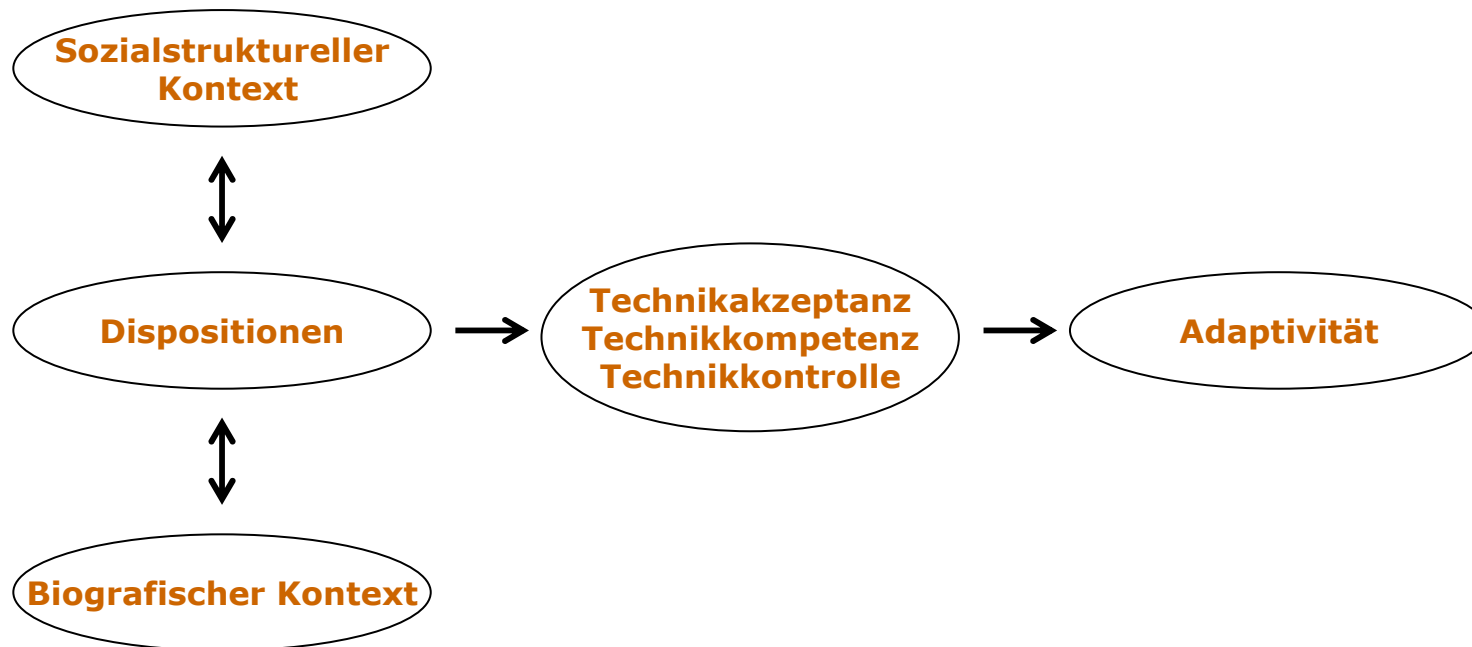 Sozialstruktureller
Kontext
Dispositionen
Technikakzeptanz
Technikkompetenz
Technikkontrolle
Adaptivität
Biografischer Kontext